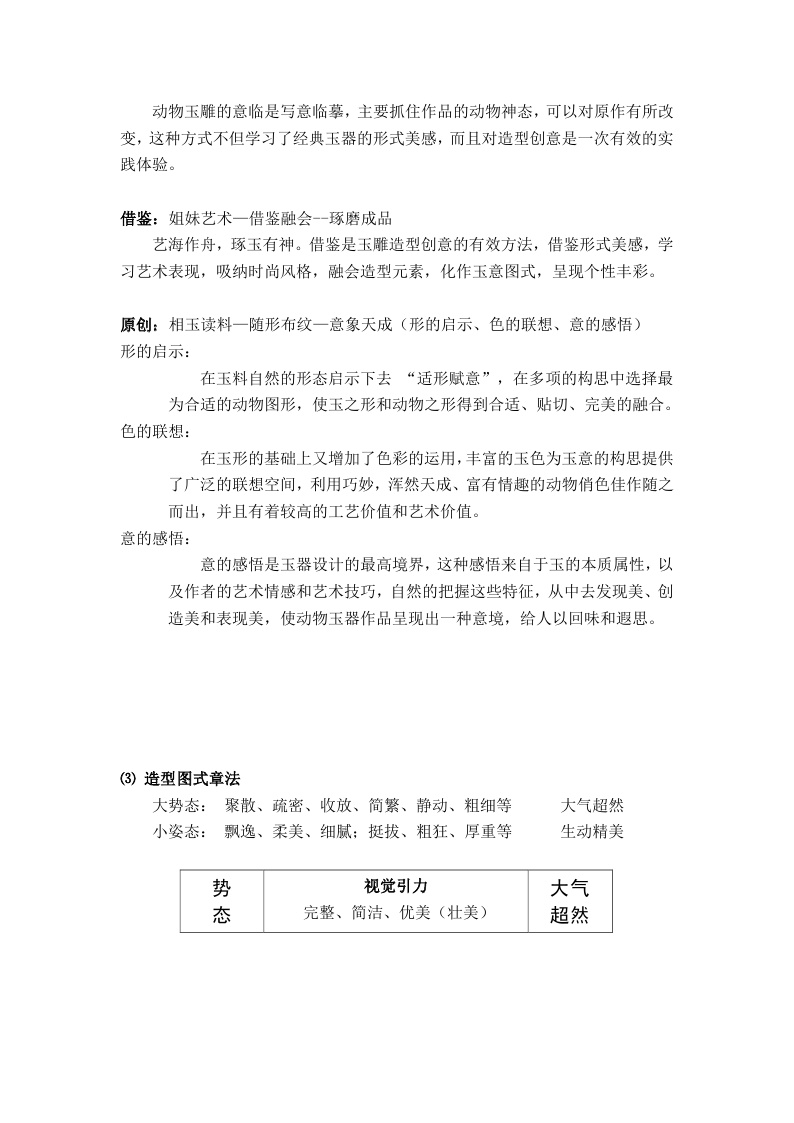 动物玉雕的意临是写意临摹，主要抓住作品的动物神态，可以对原作有所改
变，这种方式不但学习了经典玉器的形式美感，而且对造型创意是一次有效的实
践体验。
借鉴：姐妹艺术—借鉴融会--琢磨成品
艺海作舟，琢玉有神。借鉴是玉雕造型创意的有效方法，借鉴形式美感，学
习艺术表现，吸纳时尚风格，融会造型元素，化作玉意图式，呈现个性丰彩。
原创：相玉读料—随形布纹—意象天成（形的启示、色的联想、意的感悟）
形的启示：
在玉料自然的形态启示下去 “适形赋意”，在多项的构思中选择最
为合适的动物图形，使玉之形和动物之形得到合适、贴切、完美的融合。
色的联想：
在玉形的基础上又增加了色彩的运用，丰富的玉色为玉意的构思提供
了广泛的联想空间，利用巧妙，浑然天成、富有情趣的动物俏色佳作随之
而出，并且有着较高的工艺价值和艺术价值。
意的感悟：
意的感悟是玉器设计的最高境界，这种感悟来自于玉的本质属性，以
及作者的艺术情感和艺术技巧，自然的把握这些特征，从中去发现美、创
造美和表现美，使动物玉器作品呈现出一种意境，给人以回味和遐思。
⑶ 造型图式章法
大势态： 聚散、疏密、收放、简繁、静动、粗细等 大气超然
小姿态： 飘逸、柔美、细腻；挺拔、粗狂、厚重等 生动精美
势
态
视觉引力
完整、简洁、优美（壮美）
大气
超然